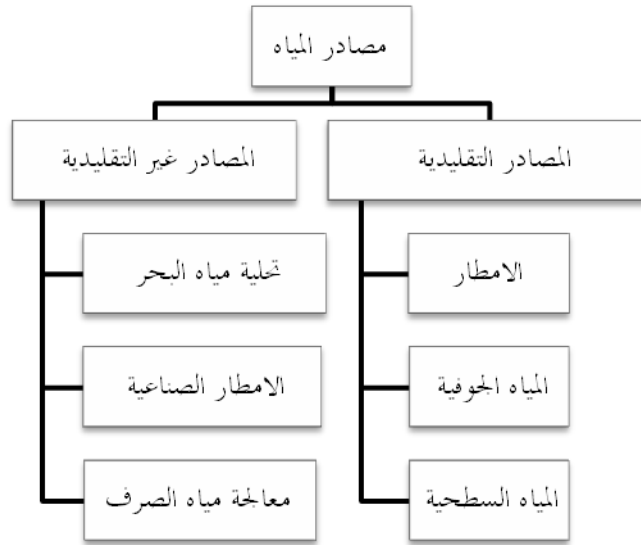 مصادر المياه
المصادر التقليدية
المصادر غير التقليدية
الامطار
المياه الجوفية
المياه السطحية
تحلية مياه البحر
الامطار الصناعية
معالجة مياه الصرف